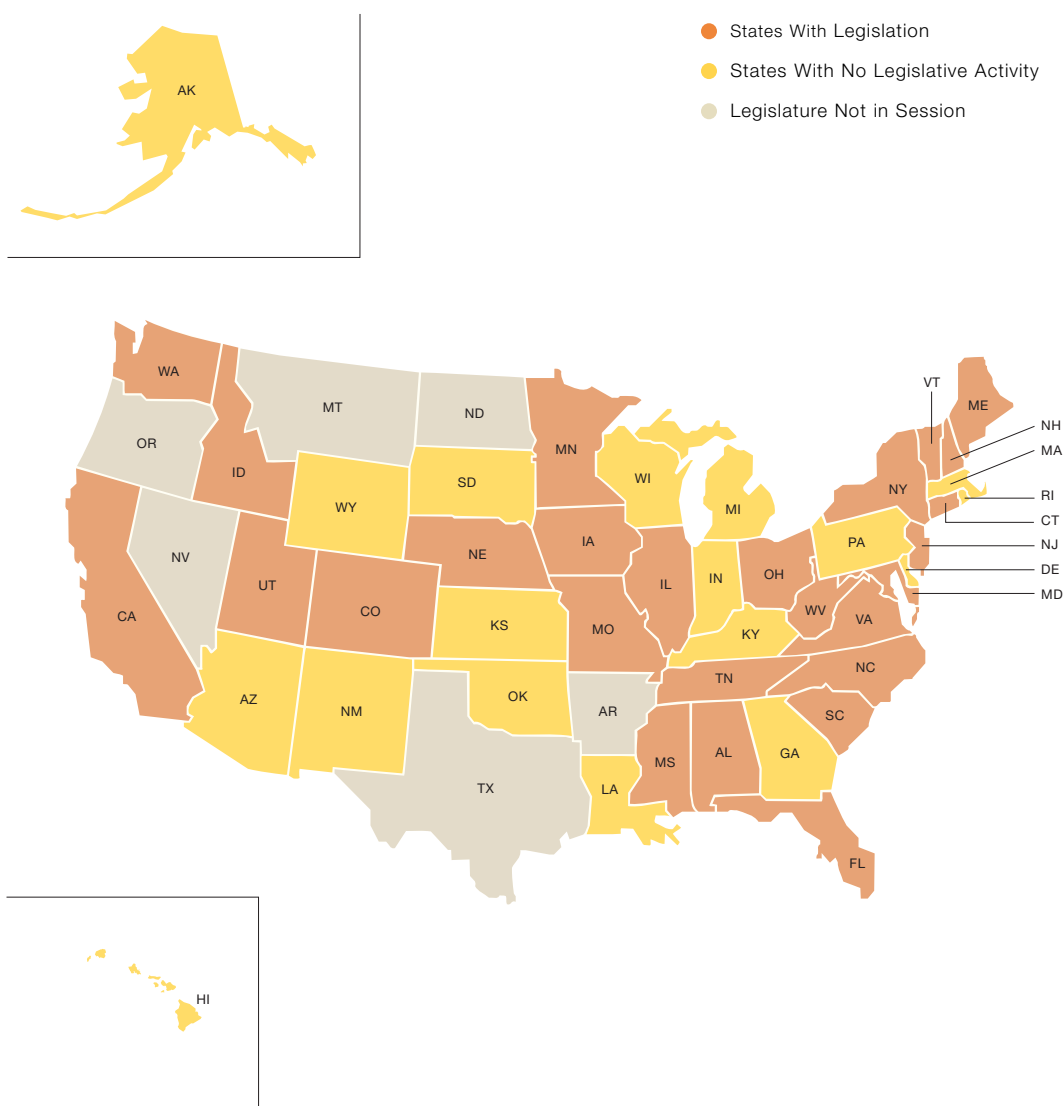 States With Legislation
States With No Legislative Activity
Legislature Not in Session
AK
WA
MT
ND
MN
VT
ME
NH
MA
OR
ID
SD
WI
MI
NY
RI
CT
WY
NJ
PA
DE
NV
NE
IA
IL
IN
OH
MD
UT
CO
CA
KS
MO
WV
VA
KY
NC
TN
AZ
NM
OK
AR
SC
MS
AL
GA
TX
LA
FL
HI